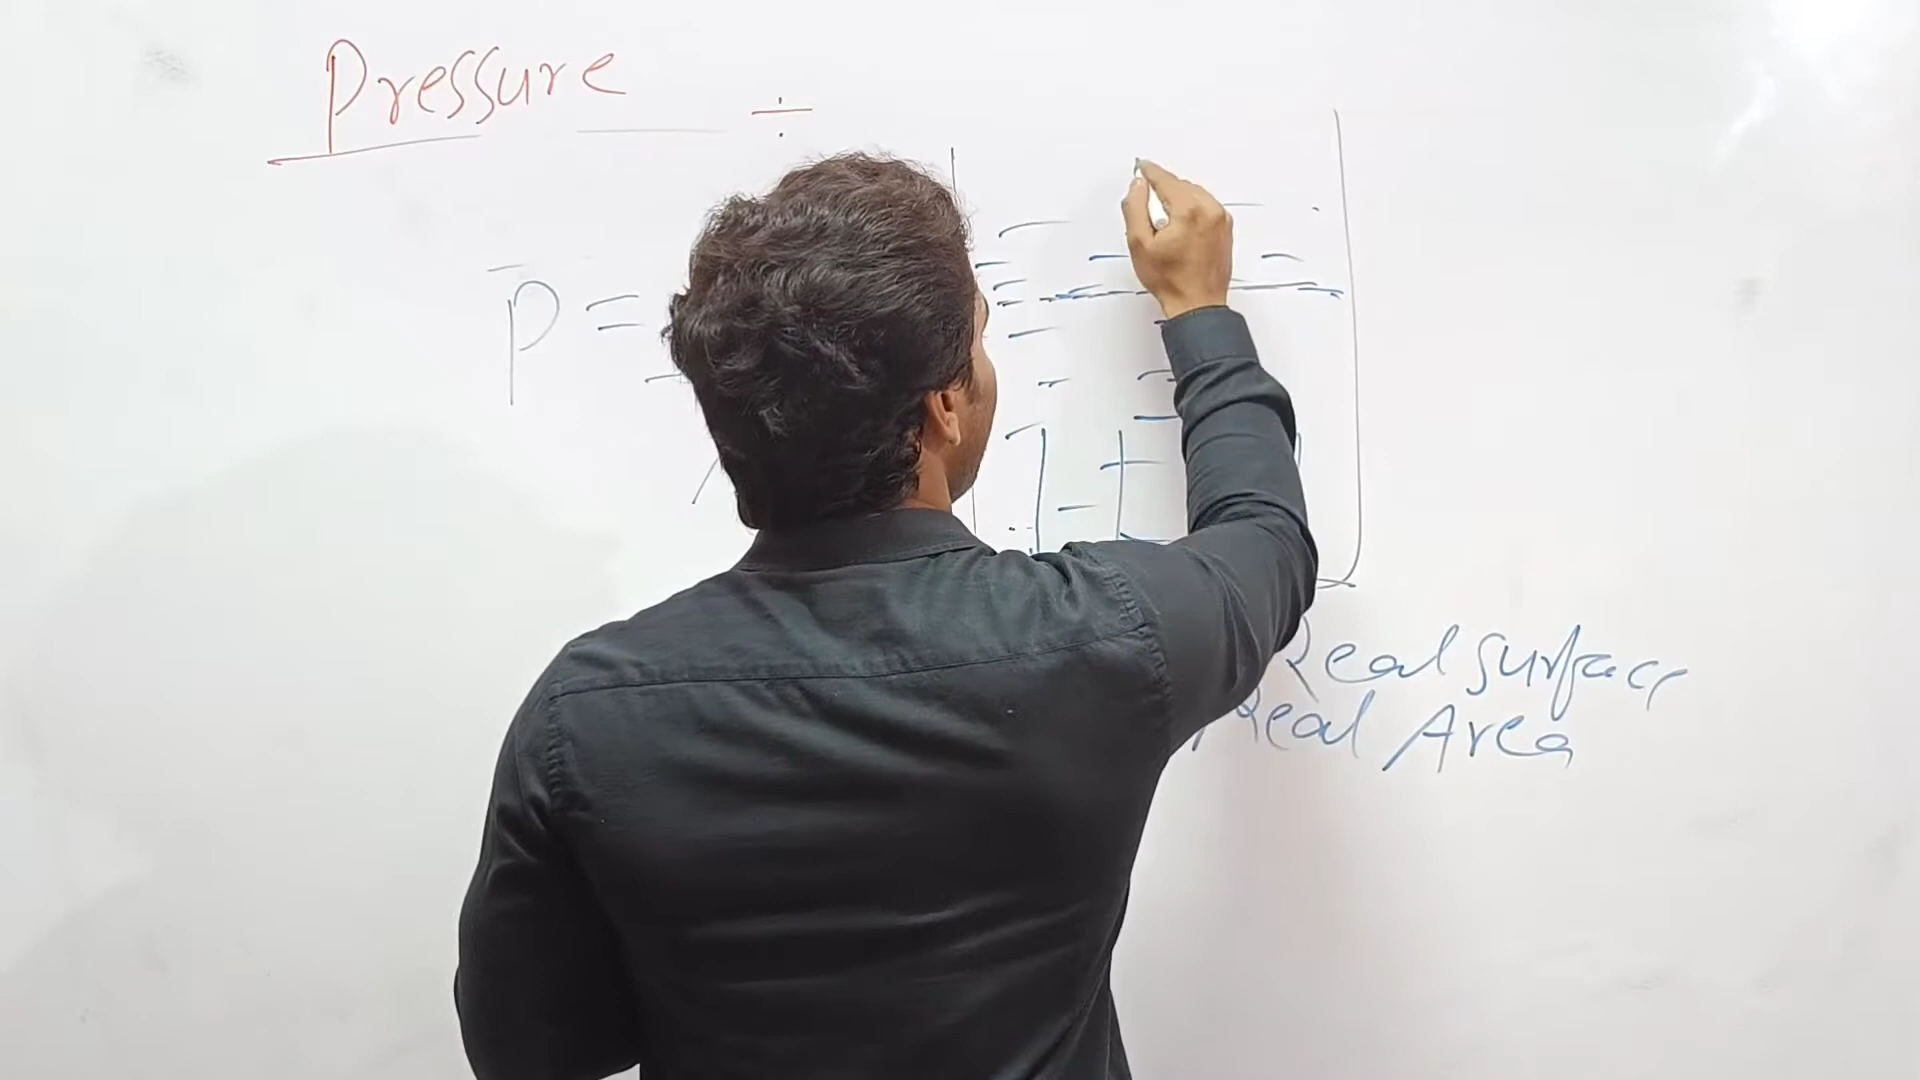 Pressure ÷
P =
Real surface
Real Area